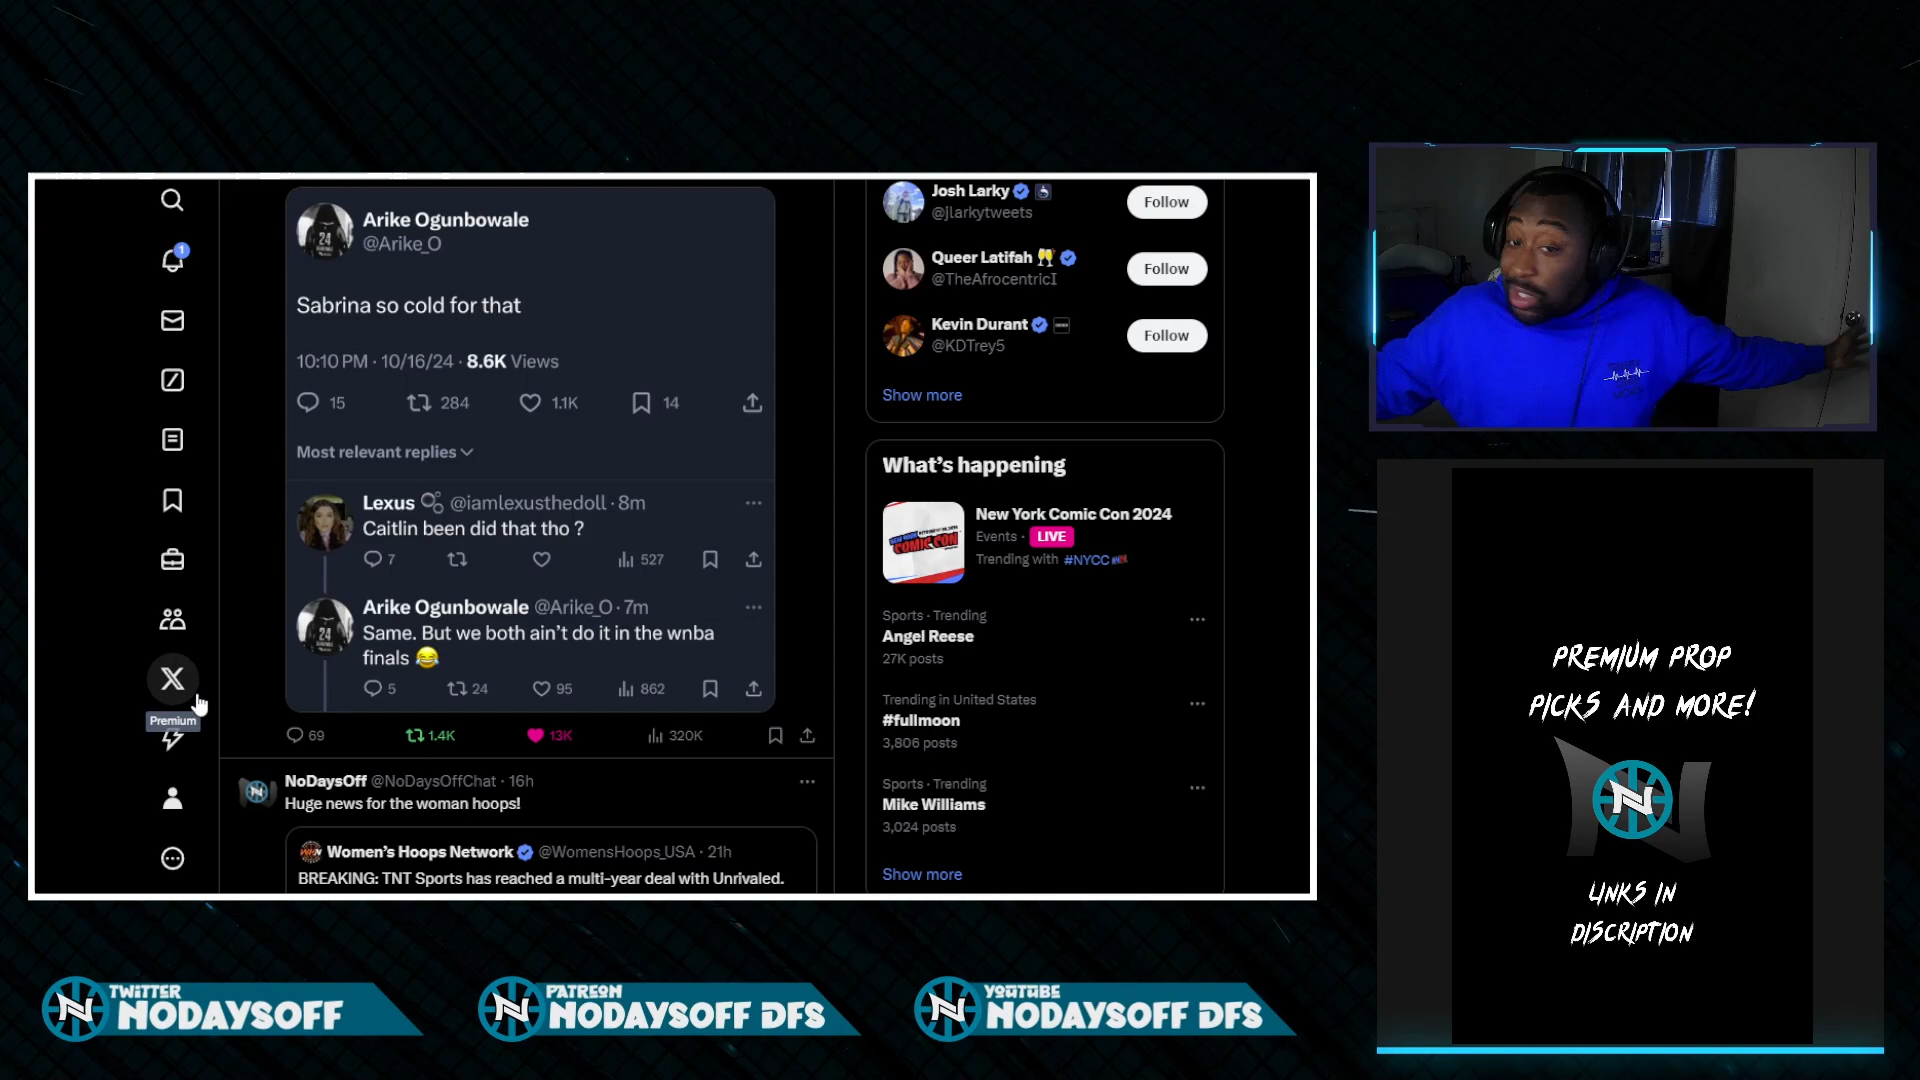 1
Arike Ogunbowale
@Arike_O
Sabrina so cold for that
10:10 PM · 10/16/24 · 8.6K Views
15 284 1.1K 14
Most relevant replies
Lexus @iamlexusthedoll · 8m
Caitlin been did that tho ?
7 527
Arike Ogunbowale @Arike_O · 7m
Same. But we both ain't do it in the wnba
finals 😂
5 24 95 862
69 1.4K 13K 320K
Premium
NoDaysOff @NoDaysOffChat · 16h
Huge news for the woman hoops!
Women's Hoops Network @WomensHoops_USA · 21h
BREAKING: TNT Sports has reached a multi-year deal with Unrivaled.
Josh Larky
@jlarkytweets
Follow
Queer Latifah 🥂
@TheAfrocentricI
Follow
Kevin Durant
@KDTrey5
Follow
Show more
What's happening
COMIC CON
New York Comic Con 2024
Events · LIVE
Trending with #NYCC
Sports · Trending
Angel Reese
27K posts
Trending in United States
#fullmoon
3,806 posts
Sports · Trending
Mike Williams
3,024 posts
Show more
PREMIUM PROP
PICKS AND MORE!
LINKS IN
DISCRIPTION
TWITTER
NODAYSOFF
PATREON
NODAYSOFF DFS
YOUTUBE
NODAYSOFF DFS